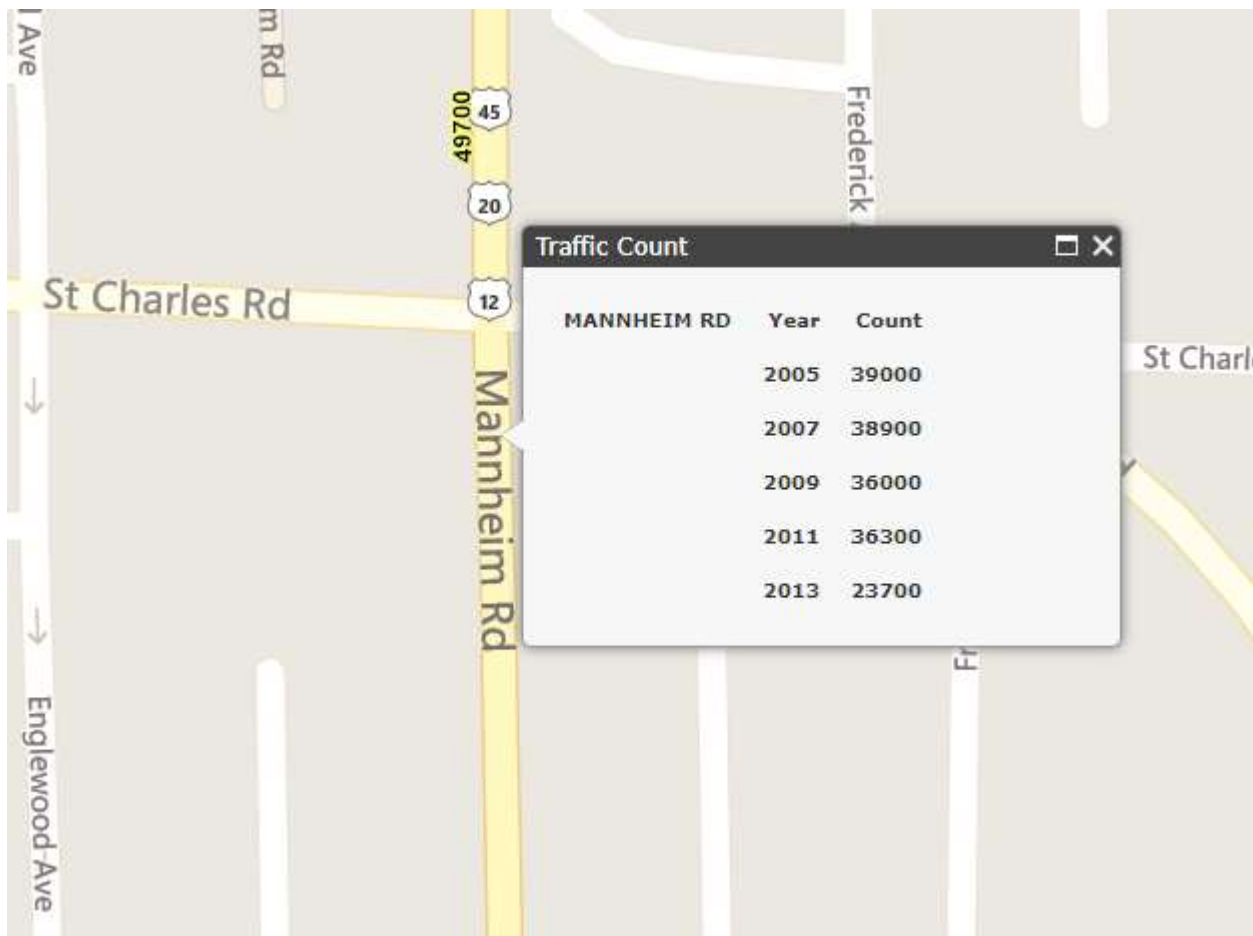 l Ave
m Rd
49700
45
Frederick
20
Traffic Count
St Charles Rd
12
MANNHEIM RD Year Count
2005 39000
St Charl
2007 38900
Mannheim Rd
2009 36000
2011 36300
2013 23700
Fr
Englewood Ave